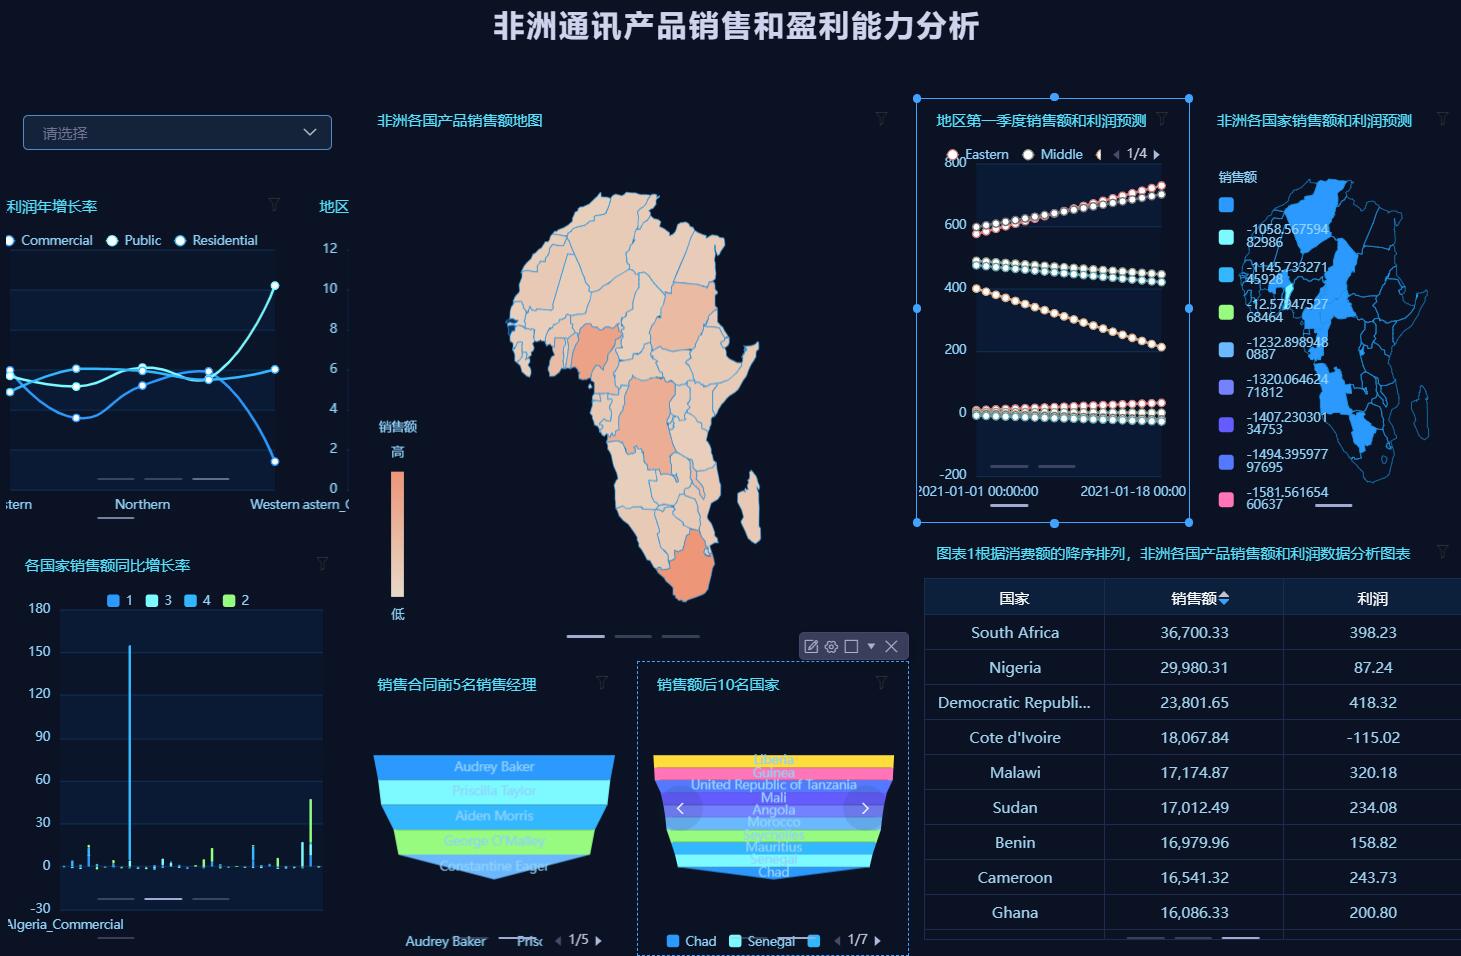 非洲通讯产品销售和盈利能力分析
请选择
利润年增长率
地区
Commercial
Public
Residential
12
10
8
6
4
2
0
stern
Northern
Western
astern_C
各国家销售额同比增长率
1
3
4
2
180
150
120
90
60
30
0
-30
Algeria_Commercial
非洲各国产品销售额地图
销售额
高
低
销售合同前5名销售经理
Audrey Baker
Priscilla Taylor
Aiden Morris
George O'Malley
Constantine Eager
Audrey Baker
Prisc
1/5
销售额后10名国家
Liberia
Guinea
United Republic of Tanzania
Mali
Angola
Morocco
Seychelles
Mauritius
Senegal
Chad
Chad
Senegal
1/7
地区第一季度销售额和利润预测
Eastern
Middle
1/4
800
600
400
200
0
-200
2021-01-01 00:00:00
2021-01-18 00:00
非洲各国家销售额和利润预测
销售额
-1058.567594
82986
-1145.733271
45928
-12.57847527
68464
-1232.898948
0887
-1320.064624
71812
-1407.230301
34753
-1494.395977
97695
-1581.561654
60637
图表1根据消费额的降序排列，非洲各国产品销售额和利润数据分析图表
国家 销售额 利润
South Africa 36,700.33 398.23
Nigeria 29,980.31 87.24
Democratic Republi... 23,801.65 418.32
Cote d'Ivoire 18,067.84 -115.02
Malawi 17,174.87 320.18
Sudan 17,012.49 234.08
Benin 16,979.96 158.82
Cameroon 16,541.32 243.73
Ghana 16,086.33 200.80